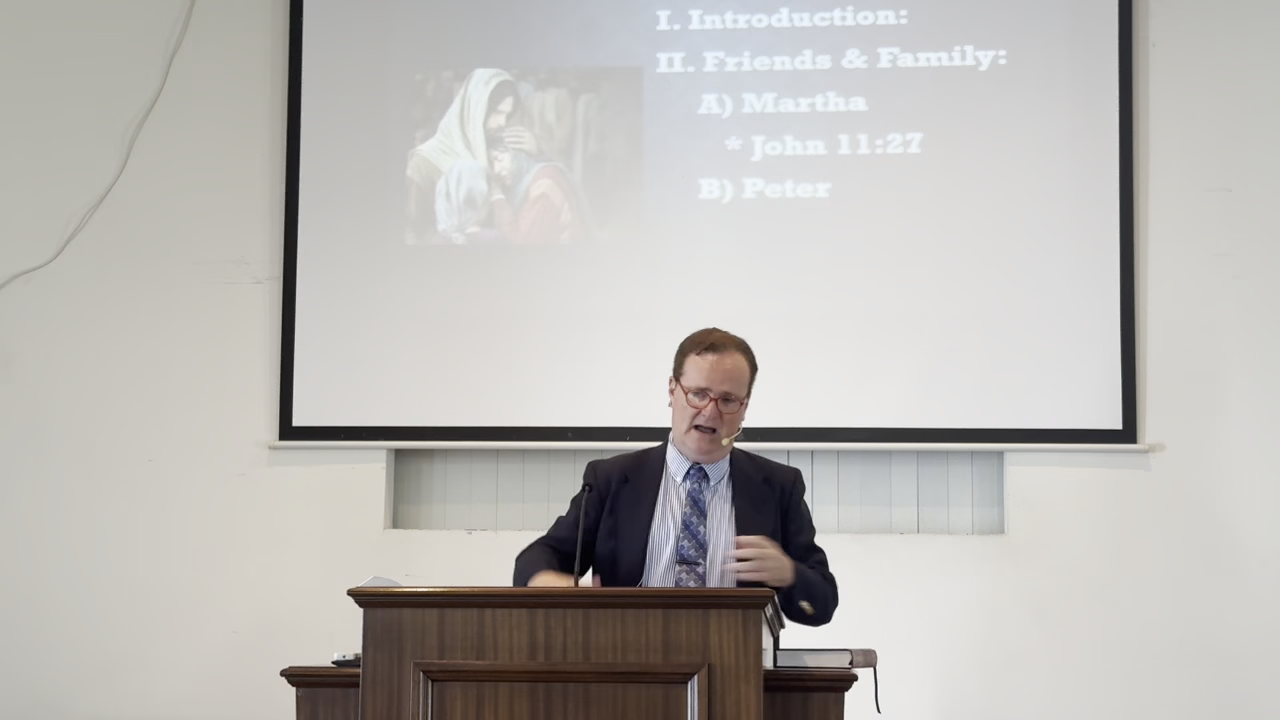 I. Introduction:
II. Friends & Family:
A) Martha
* John 11:27
B) Peter